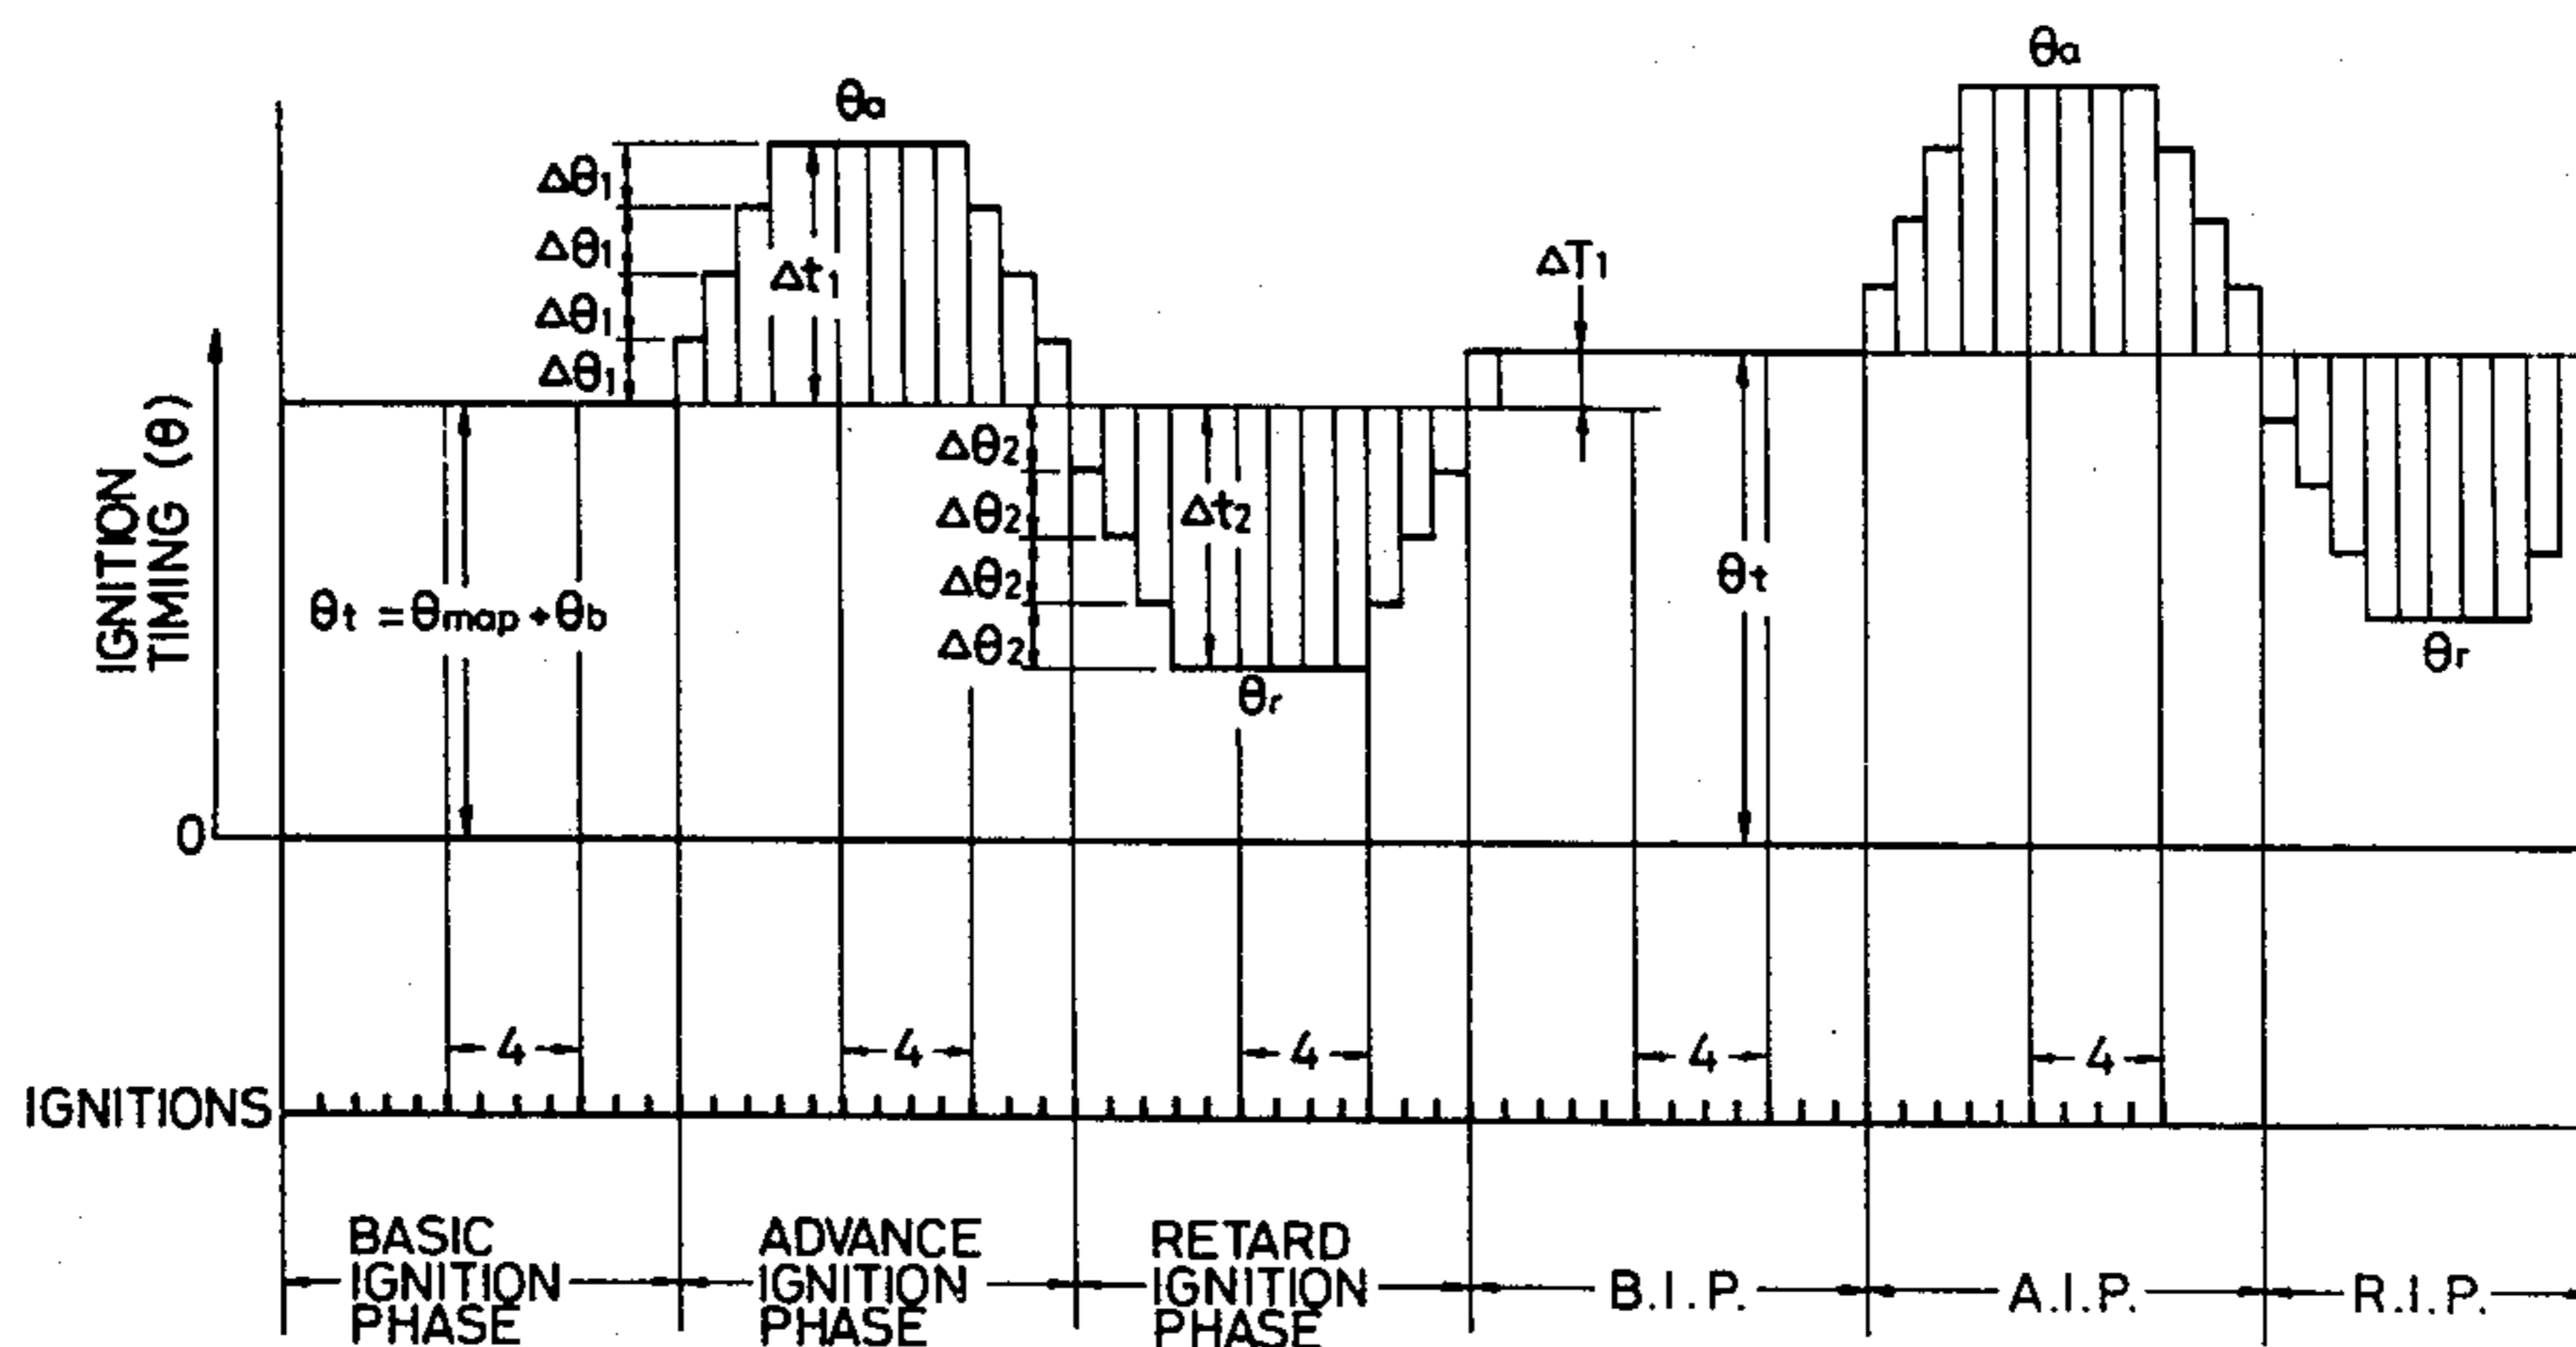 θa
θa
Δθ1
Δθ1
Δθ1
Δθ1
Δt1
ΔT1
IGNITION
TIMING (θ)
θt = θmap + θb
Δθ2
Δθ2
Δθ2
Δθ2
Δt2
θr
θt
θr
0
4
4
4
4
4
IGNITIONS
BASIC
IGNITION
PHASE
ADVANCE
IGNITION
PHASE
RETARD
IGNITION
PHASE
B.I.P.
A.I.P.
R.I.P.